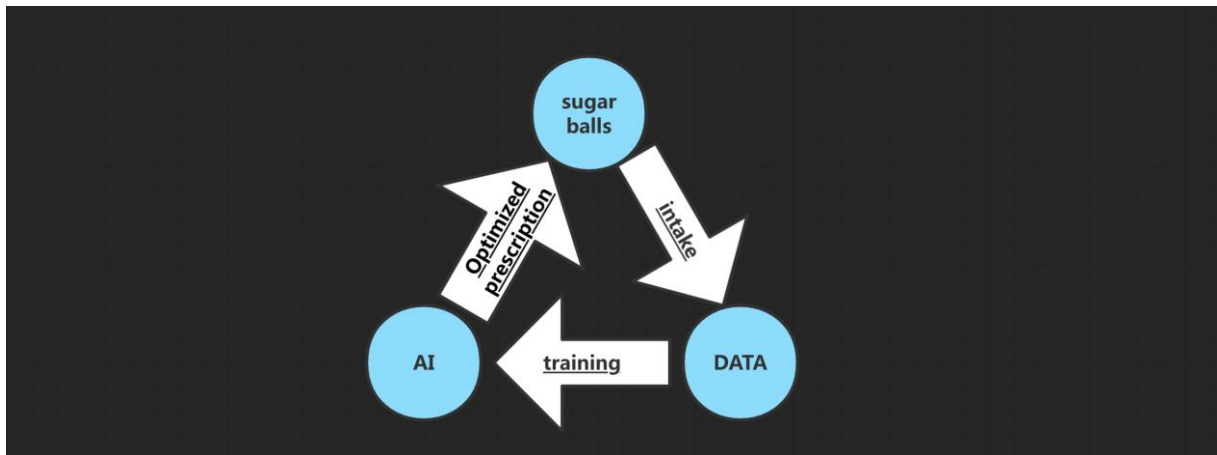 sugar
balls
Optimized
prescription
intake
AI
training
DATA